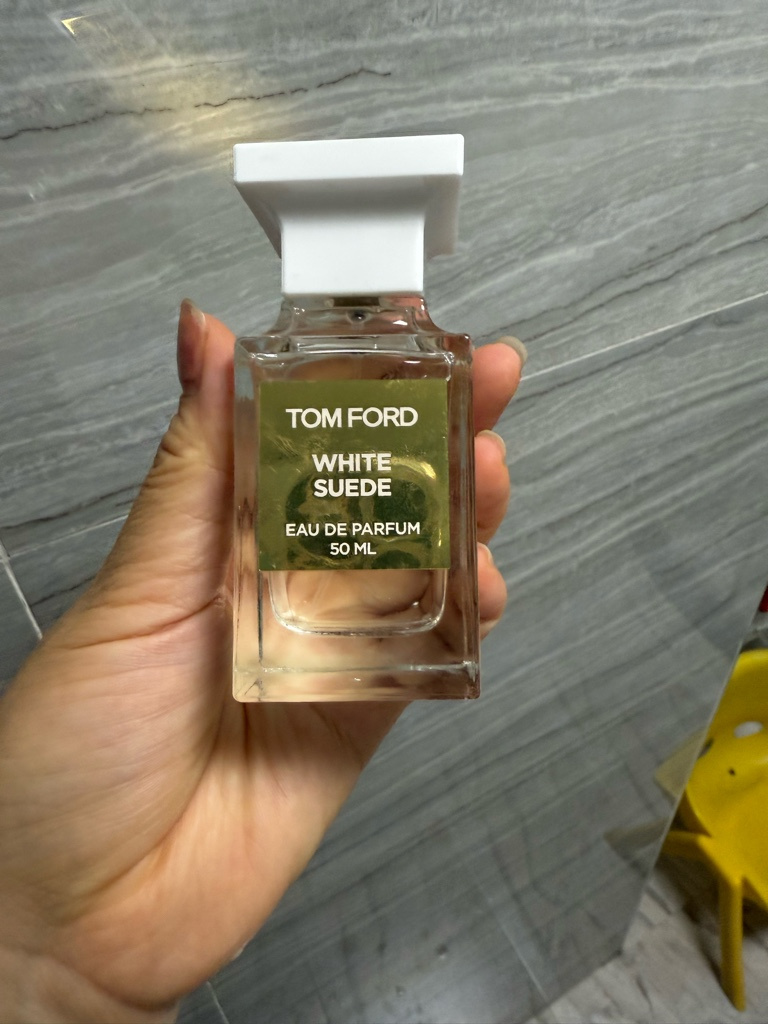 TOM FORD
WHITE
SUEDE
EAU DE PARFUM
50 ML